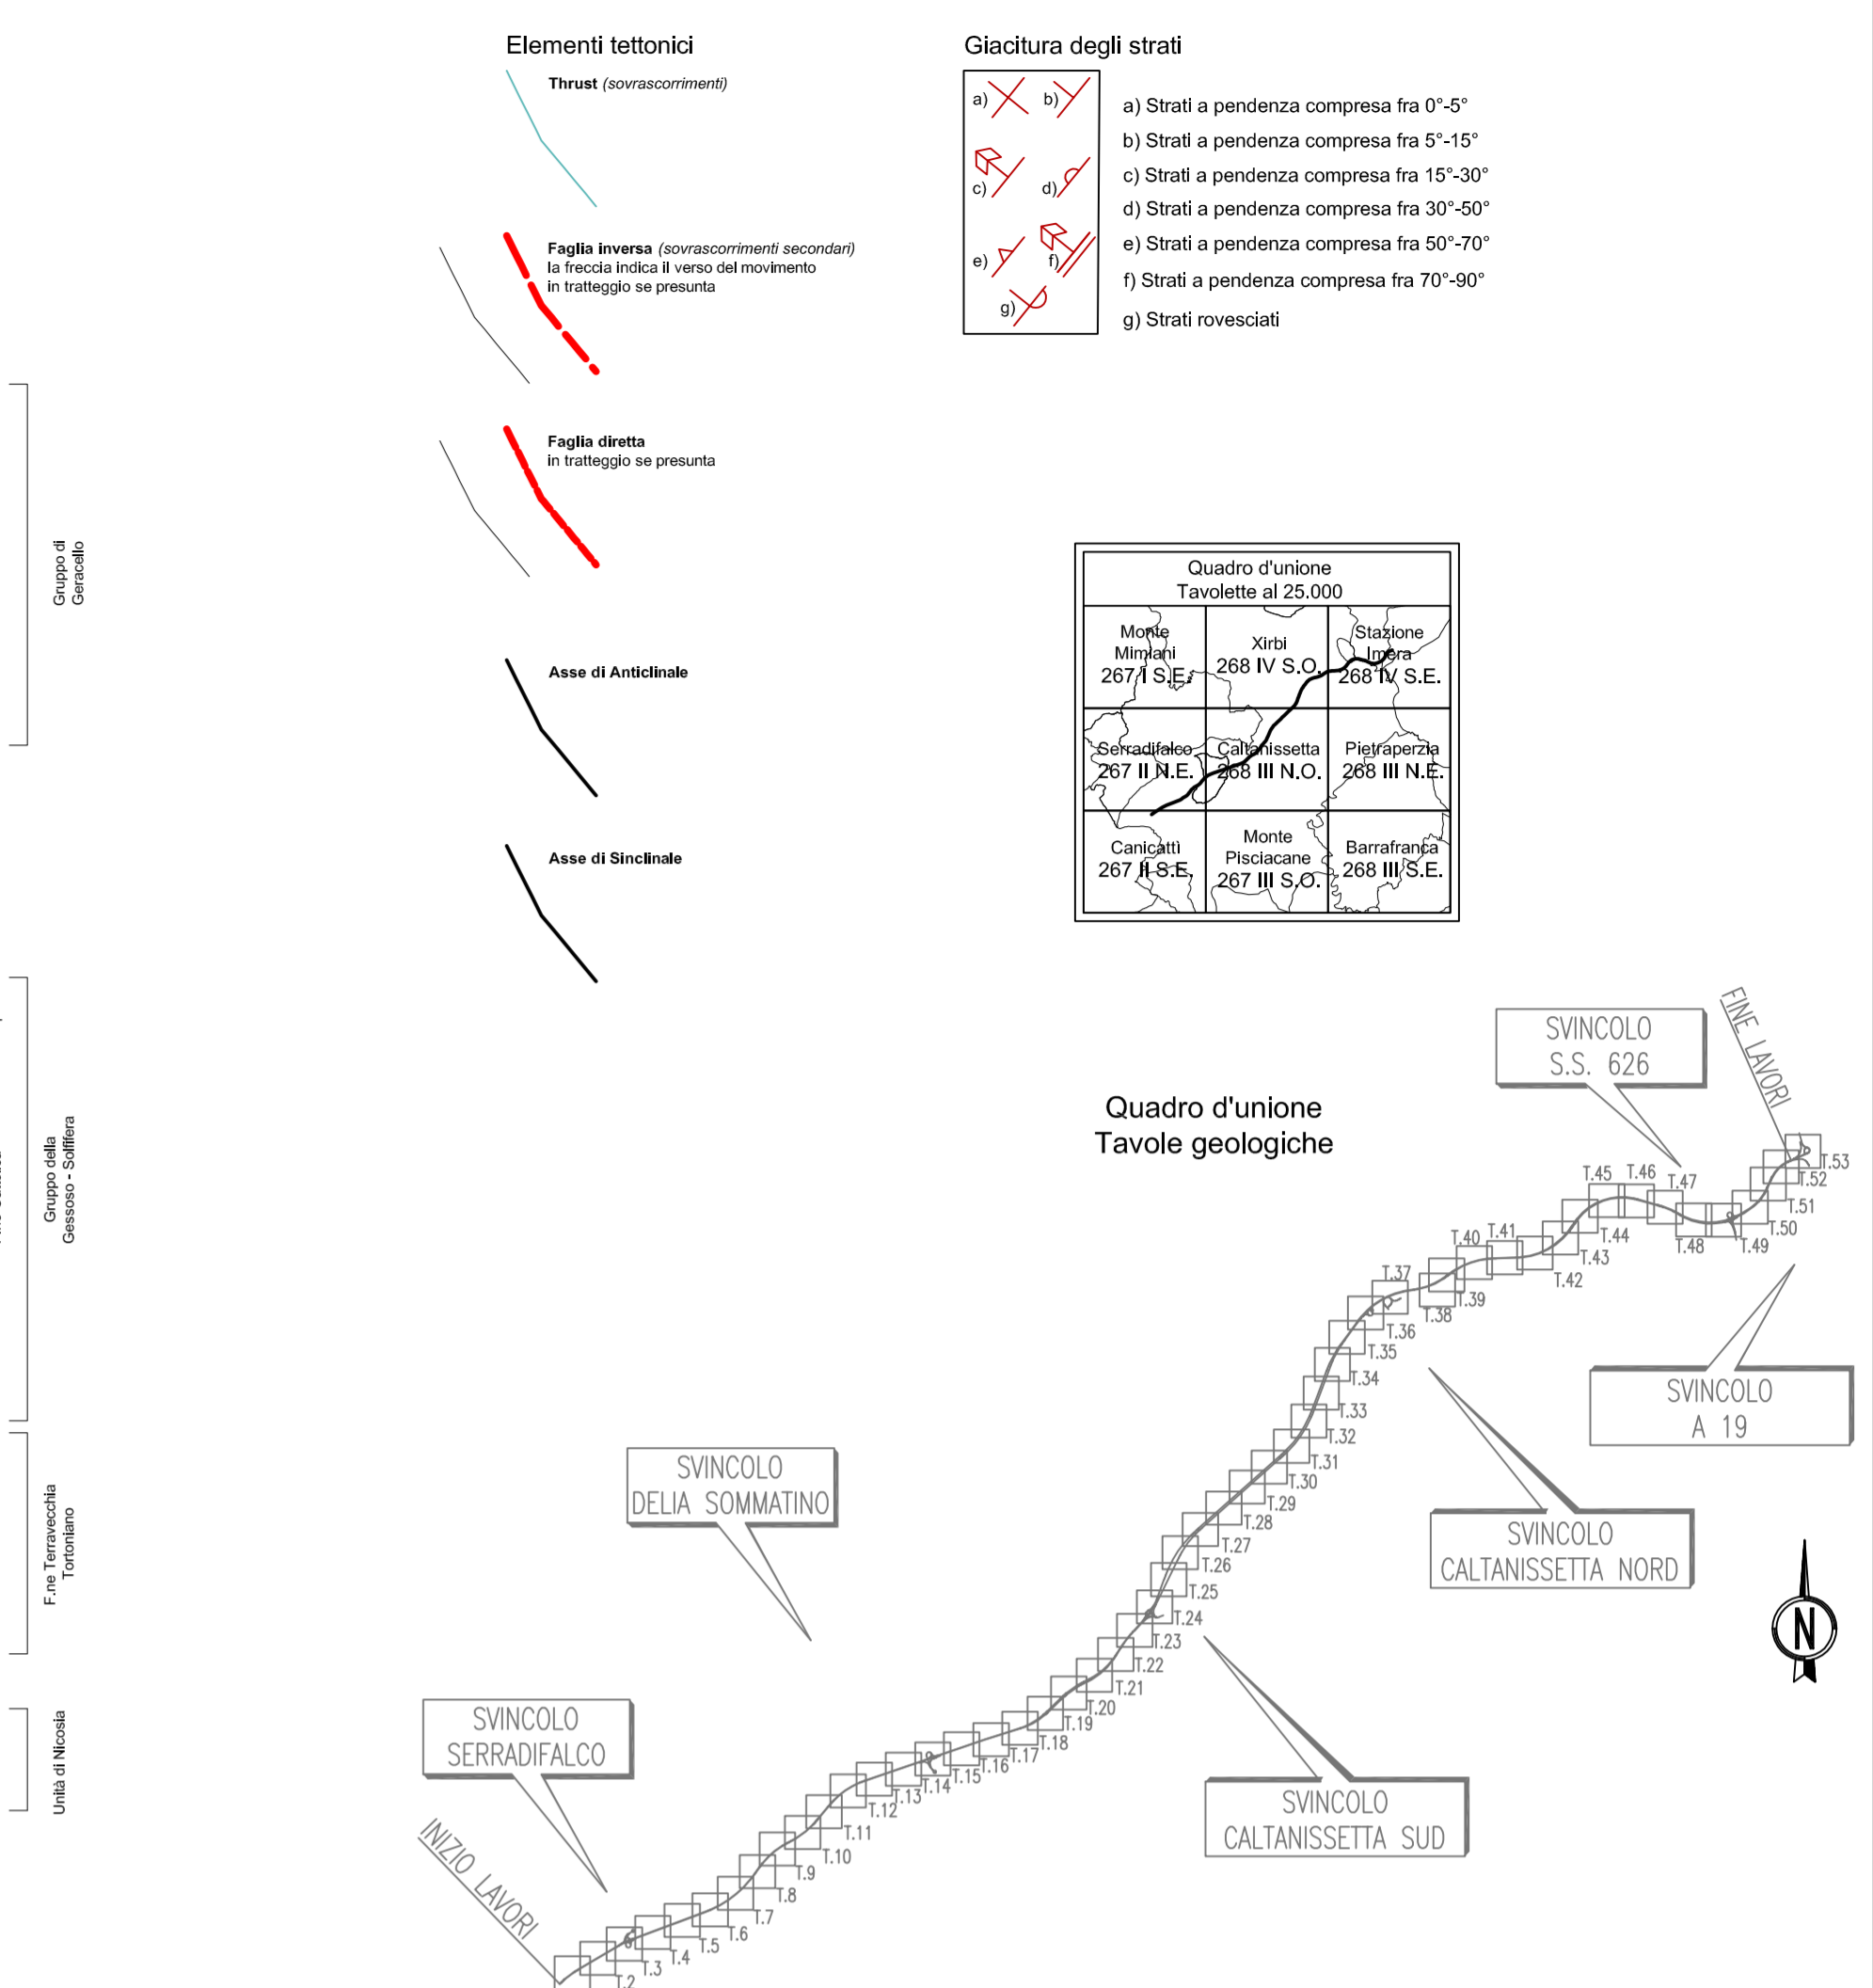 Elementi tettonici
Thrust (sovrascorrimenti)
Faglia inversa (sovrascorrimenti secondari)
la freccia indica il verso del movimento
in tratteggio se presunta
Faglia diretta
in tratteggio se presunta
Asse di Anticlinale
Asse di Sinclinale
Giacitura degli strati
a)
b)
c)
d)
e)
f)
g)
a) Strati a pendenza compresa fra 0°-5°
b) Strati a pendenza compresa fra 5°-15°
c) Strati a pendenza compresa fra 15°-30°
d) Strati a pendenza compresa fra 30°-50°
e) Strati a pendenza compresa fra 50°-70°
f) Strati a pendenza compresa fra 70°-90°
g) Strati rovesciati
Gruppo di
Geracello
Gruppo della
Gessoso - Solfifera
F.ne Terravecchia
Tortoniano
Unità di Nicosia
Quadro d'unione
Tavolette al 25.000
Monte
Mimiani
267 I S.E.
Xirbi
268 IV S.O.
Stazione
Imera
268 IV S.E.
Serradifalco
267 II N.E.
Caltanissetta
268 III N.O.
Pietraperzia
268 III N.E.
Canicattì
267 II S.E.
Monte
Pisciacane
267 III S.O.
Barrafranca
268 III S.E.
Quadro d'unione
Tavole geologiche
SVINCOLO
S.S. 626
FINE LAVORI
SVINCOLO
A 19
SVINCOLO
CALTANISSETTA NORD
SVINCOLO
DELIA SOMMATINO
SVINCOLO
SERRADIFALCO
SVINCOLO
CALTANISSETTA SUD
INIZIO LAVORI
N
T.2
T.3
T.4
T.5
T.6
T.7
T.8
T.9
T.10
T.11
T.12
T.13
T.14
T.15
T.16
T.17
T.18
T.19
T.20
T.21
T.22
T.23
T.24
T.25
T.26
T.27
T.28
T.29
T.30
T.31
T.32
T.33
T.34
T.35
T.36
T.37
T.38
T.39
T.40
T.41
T.42
T.43
T.44
T.45
T.46
T.47
T.48
T.49
T.50
T.51
T.52
T.53